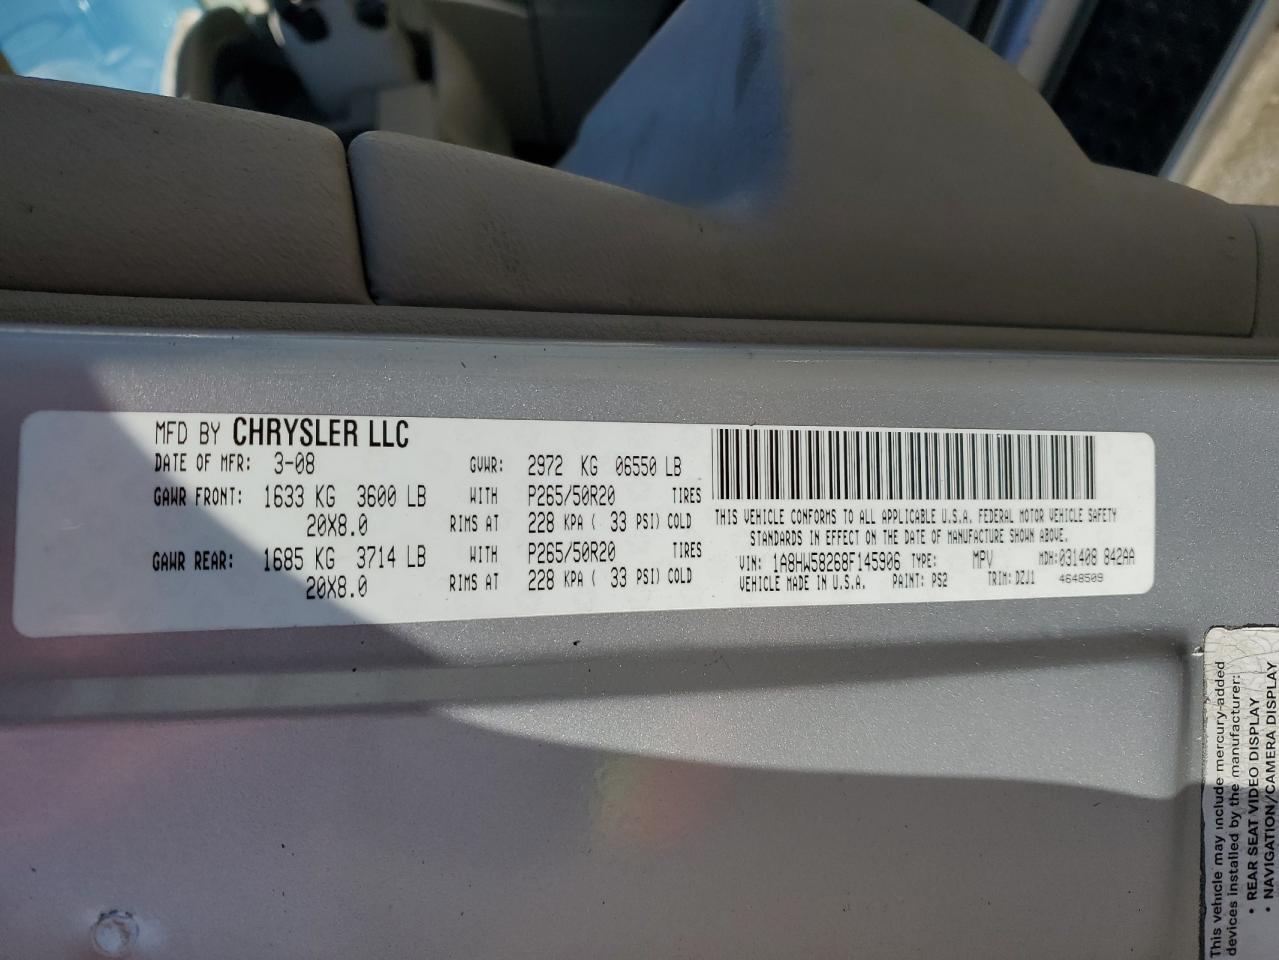 MFD BY CHRYSLER LLC
DATE OF MFR: 3-08 GVWR: 2972 KG 06550 LB
GAWR FRONT: 1633 KG 3600 LB WITH P265/50R20 TIRES
20X8.0 RIMS AT 228 KPA ( 33 PSI) COLD
GAWR REAR: 1685 KG 3714 LB WITH P265/50R20 TIRES
20X8.0 RIMS AT 228 KPA ( 33 PSI) COLD
THIS VEHICLE CONFORMS TO ALL APPLICABLE U.S.A. FEDERAL MOTOR VEHICLE SAFETY
STANDARDS IN EFFECT ON THE DATE OF MANUFACTURE SHOWN ABOVE.
VIN: 1A8HW58268F145906 TYPE: MPV MDH:031408 842AA
VEHICLE MADE IN U.S.A. PAINT: PS2 TRIM: DZJ1 4648509
This vehicle may include mercury-added
devices installed by the manufacturer:
• REAR SEAT VIDEO DISPLAY
• NAVIGATION/CAMERA DISPLAY